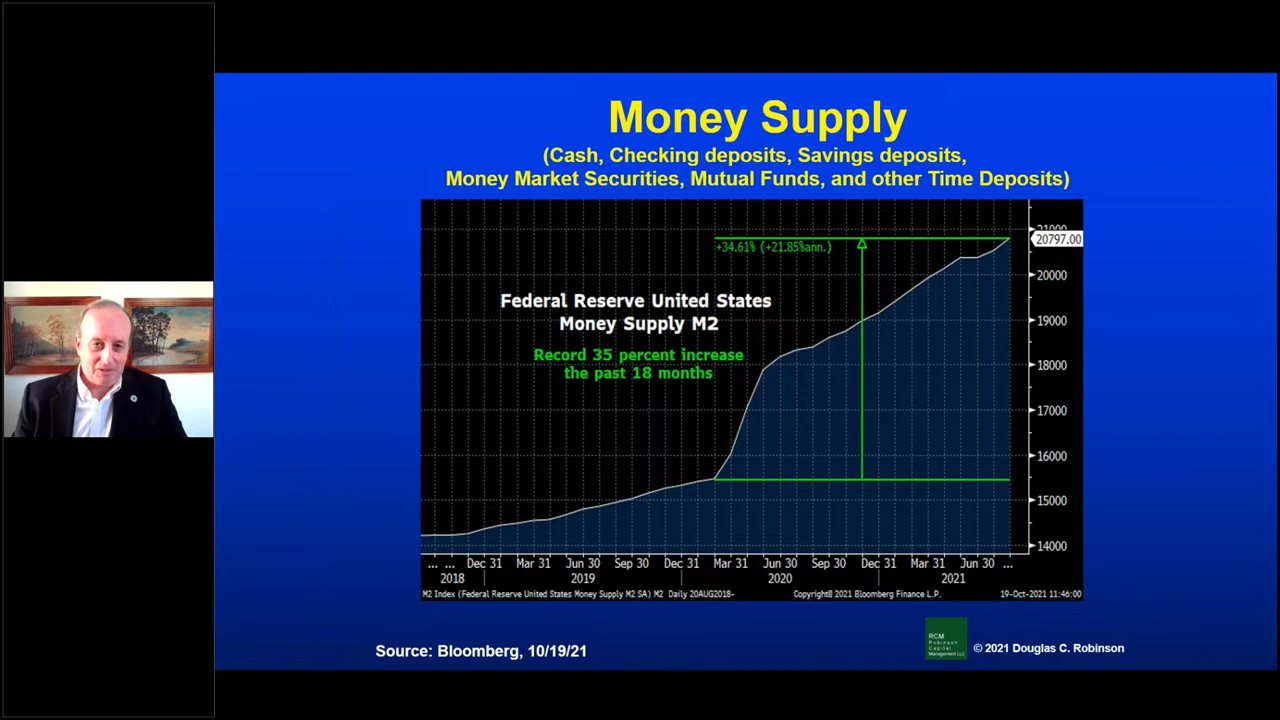 Money Supply
(Cash, Checking deposits, Savings deposits,
Money Market Securities, Mutual Funds, and other Time Deposits)
+34.61% (+21.85%ann.)
21000
20797.00
20000
19000
18000
17000
16000
15000
14000
Federal Reserve United States
Money Supply M2
Record 35 percent increase
the past 18 months
... ... Dec 31 Mar 31 Jun 30 Sep 30 Dec 31 Mar 31 Jun 30 Sep 30 Dec 31 Mar 31 Jun 30 ...
2018 2019 2020 2021
M2 Index (Federal Reserve United States Money Supply M2 SA) M2 Daily 20AUG2018- Copyright© 2021 Bloomberg Finance L.P. 19-Oct-2021 11:46:00
Source: Bloomberg, 10/19/21
RCM
Robinson
Capital
Management LLC
© 2021 Douglas C. Robinson